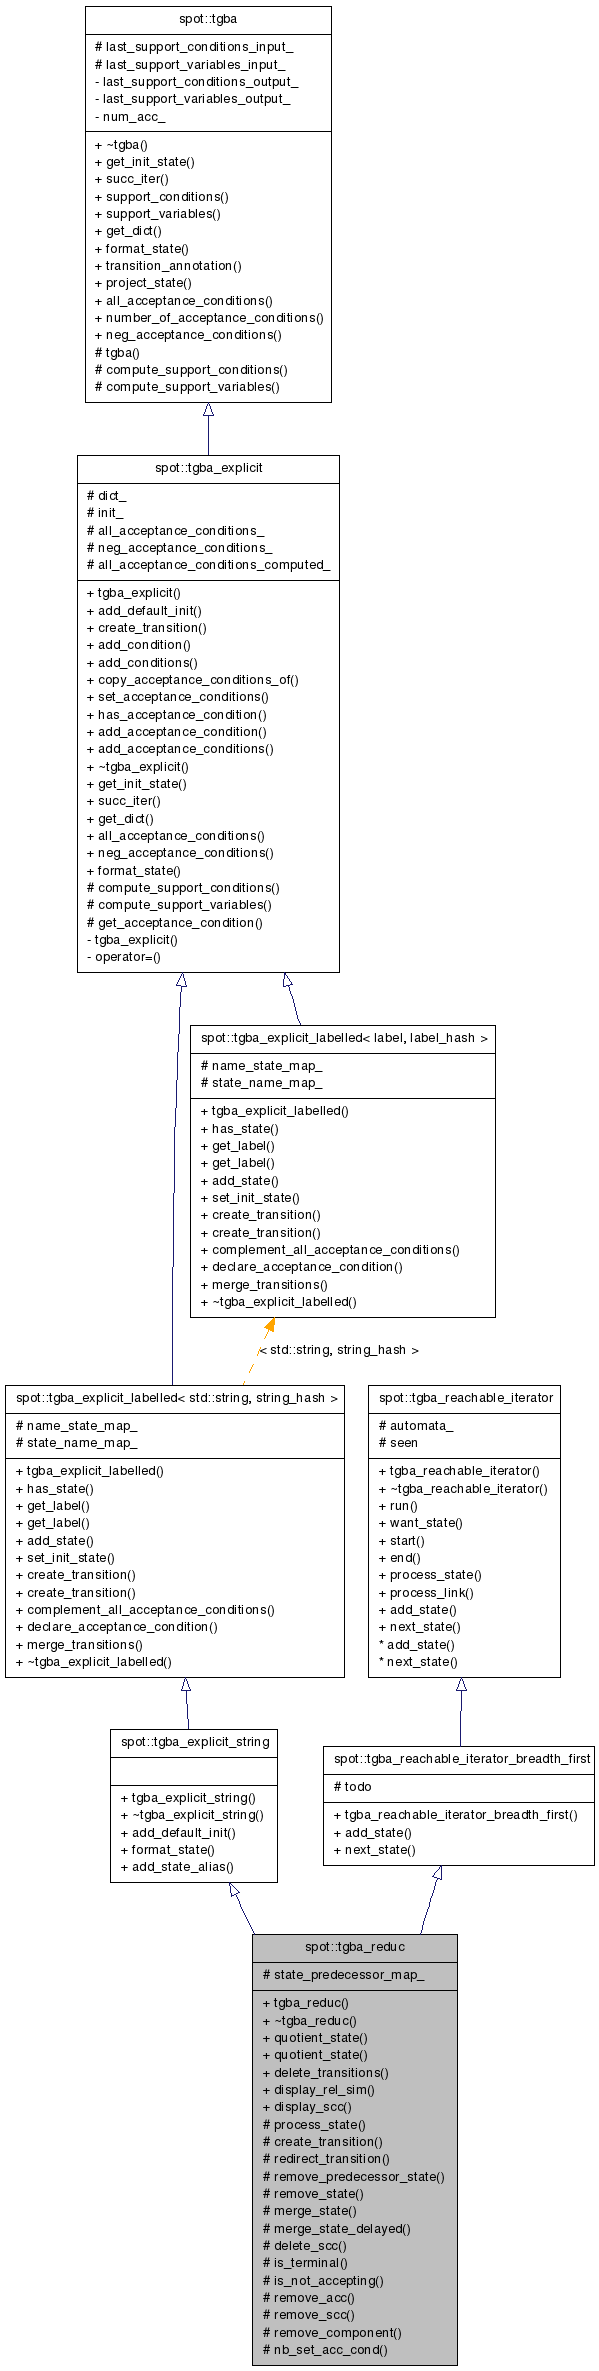 spot::tgba
# last_support_conditions_input_
# last_support_variables_input_
- last_support_conditions_output_
- last_support_variables_output_
- num_acc_
+ ~tgba()
+ get_init_state()
+ succ_iter()
+ support_conditions()
+ support_variables()
+ get_dict()
+ format_state()
+ transition_annotation()
+ project_state()
+ all_acceptance_conditions()
+ number_of_acceptance_conditions()
+ neg_acceptance_conditions()
# tgba()
# compute_support_conditions()
# compute_support_variables()
spot::tgba_explicit
# dict_
# init_
# all_acceptance_conditions_
# neg_acceptance_conditions_
# all_acceptance_conditions_computed_
+ tgba_explicit()
+ add_default_init()
+ create_transition()
+ add_condition()
+ add_conditions()
+ copy_acceptance_conditions_of()
+ set_acceptance_conditions()
+ has_acceptance_condition()
+ add_acceptance_condition()
+ add_acceptance_conditions()
+ ~tgba_explicit()
+ get_init_state()
+ succ_iter()
+ get_dict()
+ all_acceptance_conditions()
+ neg_acceptance_conditions()
+ format_state()
# compute_support_conditions()
# compute_support_variables()
# get_acceptance_condition()
- tgba_explicit()
- operator=()
spot::tgba_explicit_labelled< label, label_hash >
# name_state_map_
# state_name_map_
+ tgba_explicit_labelled()
+ has_state()
+ get_label()
+ get_label()
+ add_state()
+ set_init_state()
+ create_transition()
+ create_transition()
+ complement_all_acceptance_conditions()
+ declare_acceptance_condition()
+ merge_transitions()
+ ~tgba_explicit_labelled()
< std::string, string_hash >
spot::tgba_explicit_labelled< std::string, string_hash >
# name_state_map_
# state_name_map_
+ tgba_explicit_labelled()
+ has_state()
+ get_label()
+ get_label()
+ add_state()
+ set_init_state()
+ create_transition()
+ create_transition()
+ complement_all_acceptance_conditions()
+ declare_acceptance_condition()
+ merge_transitions()
+ ~tgba_explicit_labelled()
spot::tgba_reachable_iterator
# automata_
# seen
+ tgba_reachable_iterator()
+ ~tgba_reachable_iterator()
+ run()
+ want_state()
+ start()
+ end()
+ process_state()
+ process_link()
+ add_state()
+ next_state()
* add_state()
* next_state()
spot::tgba_explicit_string
+ tgba_explicit_string()
+ ~tgba_explicit_string()
+ add_default_init()
+ format_state()
+ add_state_alias()
spot::tgba_reachable_iterator_breadth_first
# todo
+ tgba_reachable_iterator_breadth_first()
+ add_state()
+ next_state()
spot::tgba_reduc
# state_predecessor_map_
+ tgba_reduc()
+ ~tgba_reduc()
+ quotient_state()
+ quotient_state()
+ delete_transitions()
+ display_rel_sim()
+ display_scc()
# process_state()
# create_transition()
# redirect_transition()
# remove_predecessor_state()
# remove_state()
# merge_state()
# merge_state_delayed()
# delete_scc()
# is_terminal()
# is_not_accepting()
# remove_acc()
# remove_scc()
# remove_component()
# nb_set_acc_cond()